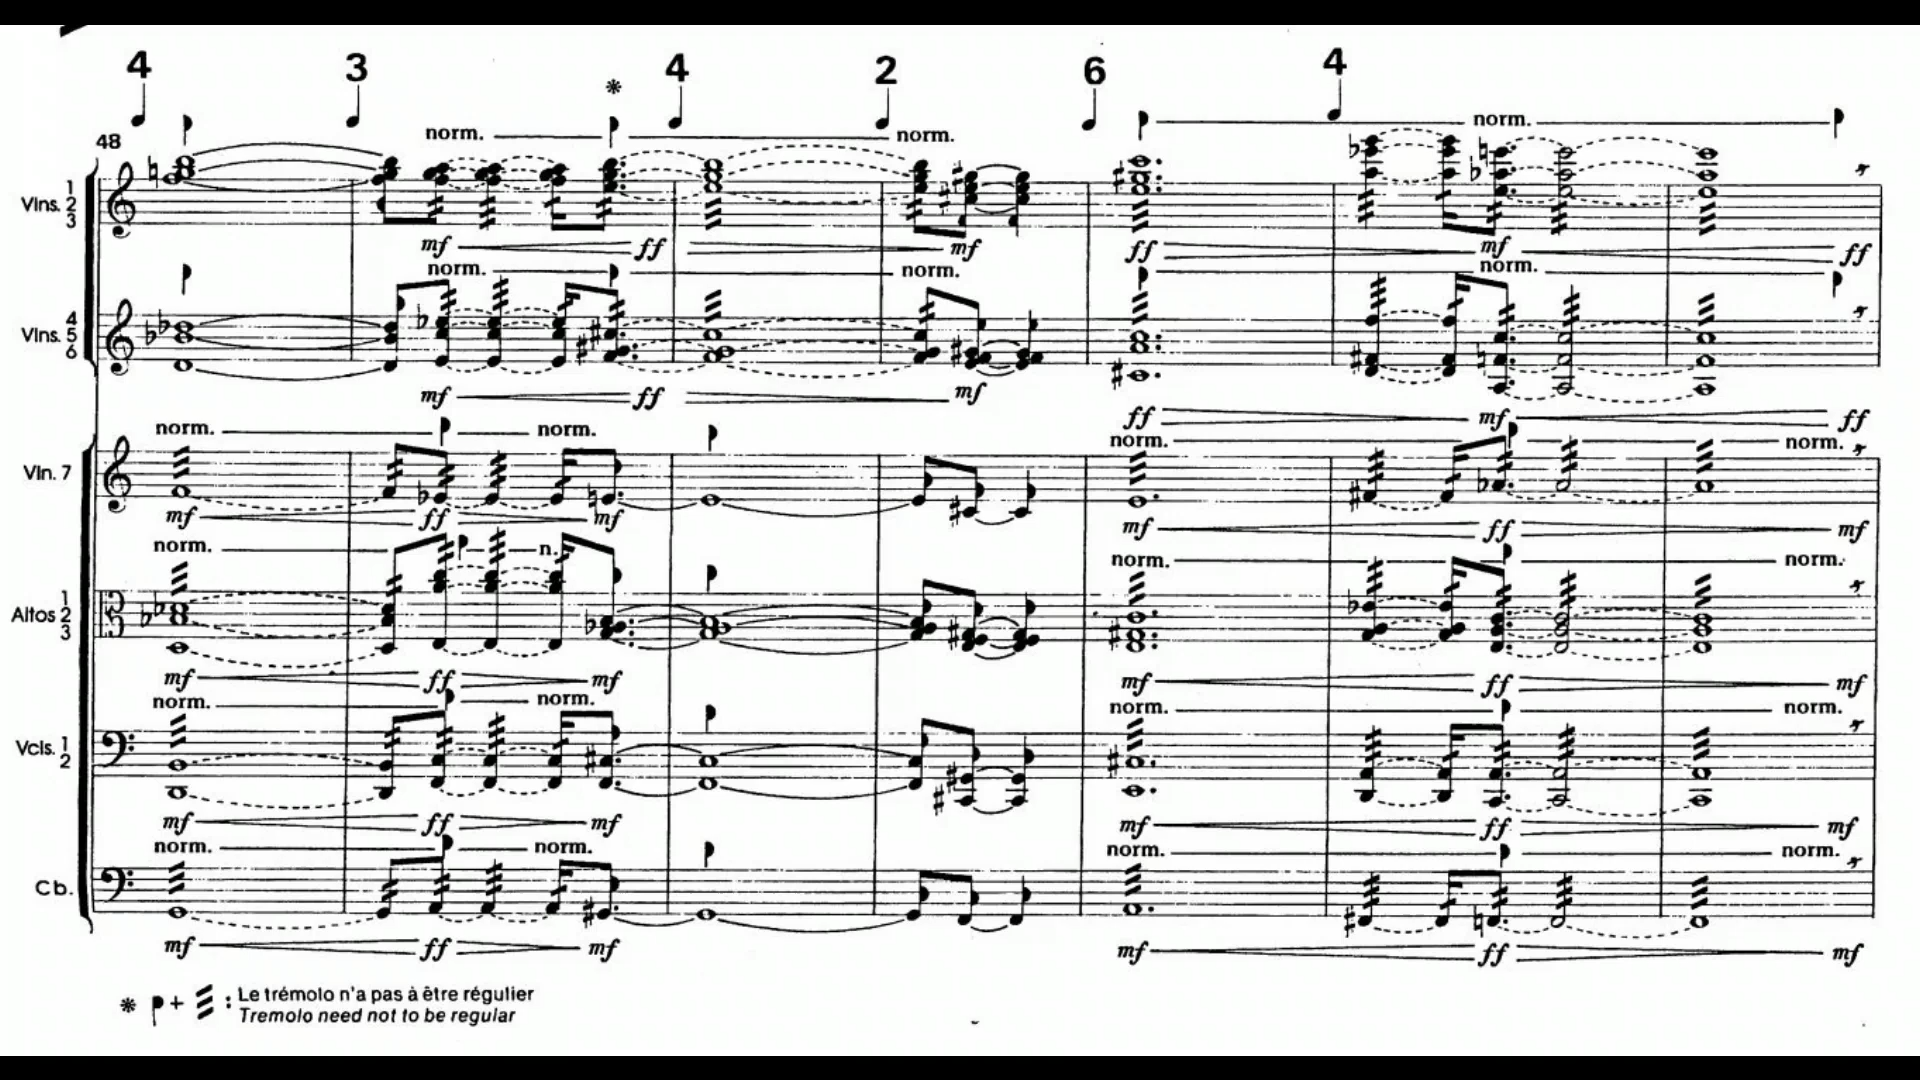 4 3 4 2 6 4
*
48 norm. norm. norm.
Vlns. 1 2 3
mf ff mf ff mf ff
norm. norm. norm.
Vlns. 4 5 6
mf ff mf ff mf ff
norm. norm. norm. norm.
Vln. 7
mf ff mf mf ff mf
norm. n. norm. norm.
Altos 1 2 3
mf ff mf mf ff mf
norm. norm. norm. norm.
Vcls. 1 2
mf ff mf mf ff mf
norm. norm. norm. norm.
Cb.
mf ff mf mf ff mf
* + : Le trémolo n'a pas à être régulier
Tremolo need not to be regular